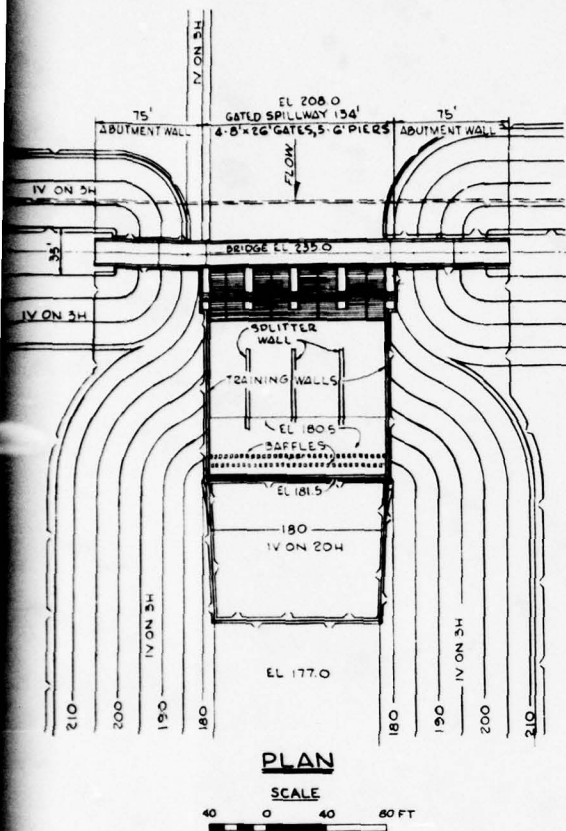 1V ON 3H
EL 208.0
75' GATED SPILLWAY 134' 75'
ABUTMENT WALL 4-8'x26' GATES, 5-6' PIERS ABUTMENT WALL
FLOW
1V ON 3H
35'
BRIDGE EL 235.0
1V ON 3H
SPLITTER
WALL
TRAINING WALLS
EL 180.5
BAFFLES
EL 181.5
180
1V ON 20H
1V ON 3H
1V ON 3H
EL 177.0
210 200 190 180 180 190 200 210
PLAN
SCALE
40 0 40 80 FT